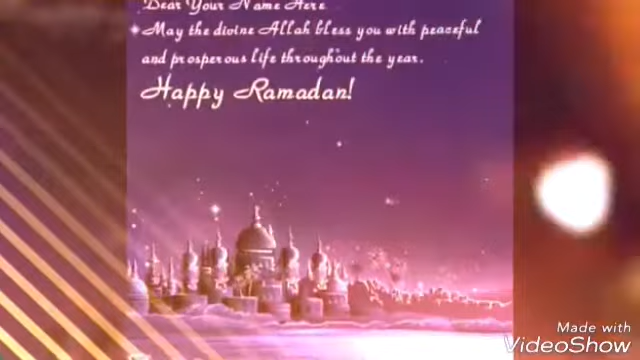 Dear Your Name Here
May the divine Allah bless you with peaceful
and prosperous life throughout the year.
Happy Ramadan!
Made with
VideoShow